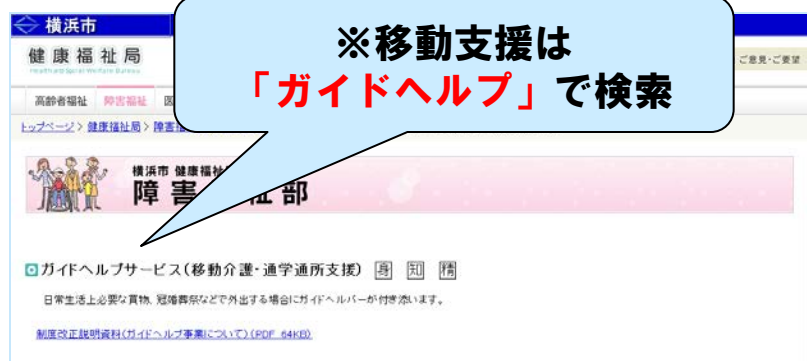 横浜市
※移動支援は
「ガイドヘルプ」で検索
健康福祉局
Health and Social Welfare Bureau
ご意見・ご要望
高齢者福祉 障害福祉 医
トップページ > 健康福祉局 > 障害福
横浜市 健康福祉
障害 祉部
ガイドヘルプサービス(移動介護・通学通所支援) 身 知 精
日常生活上必要な買物、冠婚葬祭などで外出する場合にガイドヘルパーが付き添います。
制度改正説明資料(ガイドヘルプ事業について)(PDF 64KB)